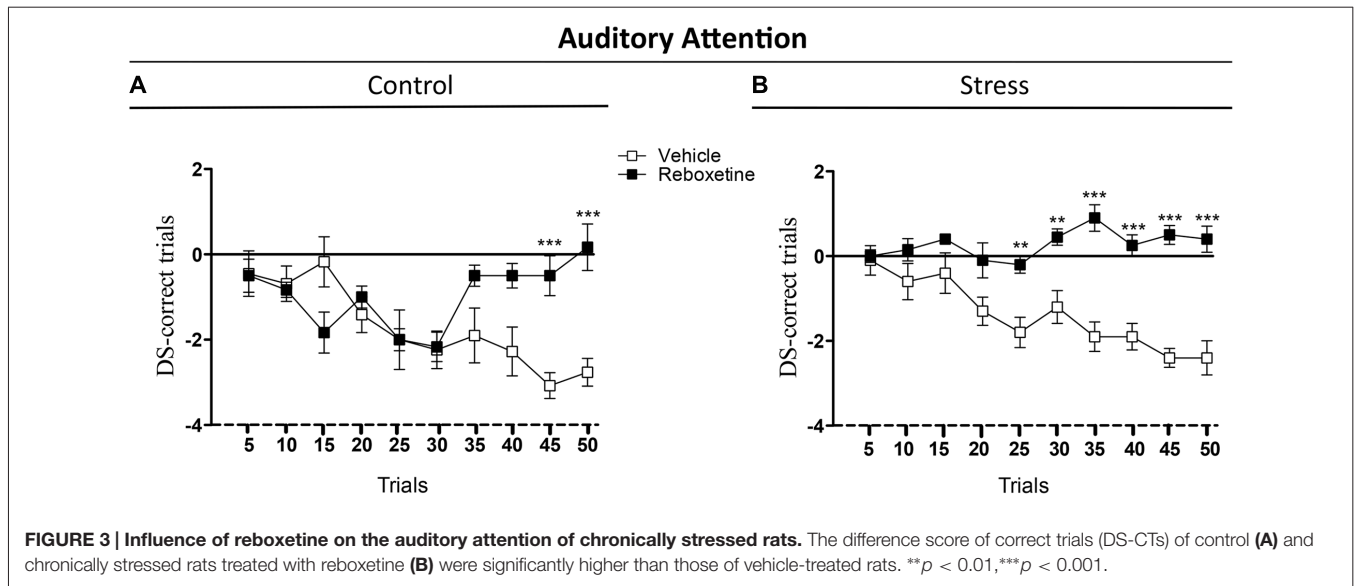 Auditory Attention
A
Control
B
Stress
Vehicle
Reboxetine
DS-correct trials
2
0
-2
-4
*** ***
5 10 15 20 25 30 35 40 45 50
Trials
DS-correct trials
2
0
-2
-4
** ** *** *** *** ***
5 10 15 20 25 30 35 40 45 50
Trials
FIGURE 3 | Influence of reboxetine on the auditory attention of chronically stressed rats. The difference score of correct trials (DS-CTs) of control (A) and
chronically stressed rats treated with reboxetine (B) were significantly higher than those of vehicle-treated rats. **p < 0.01,***p < 0.001.